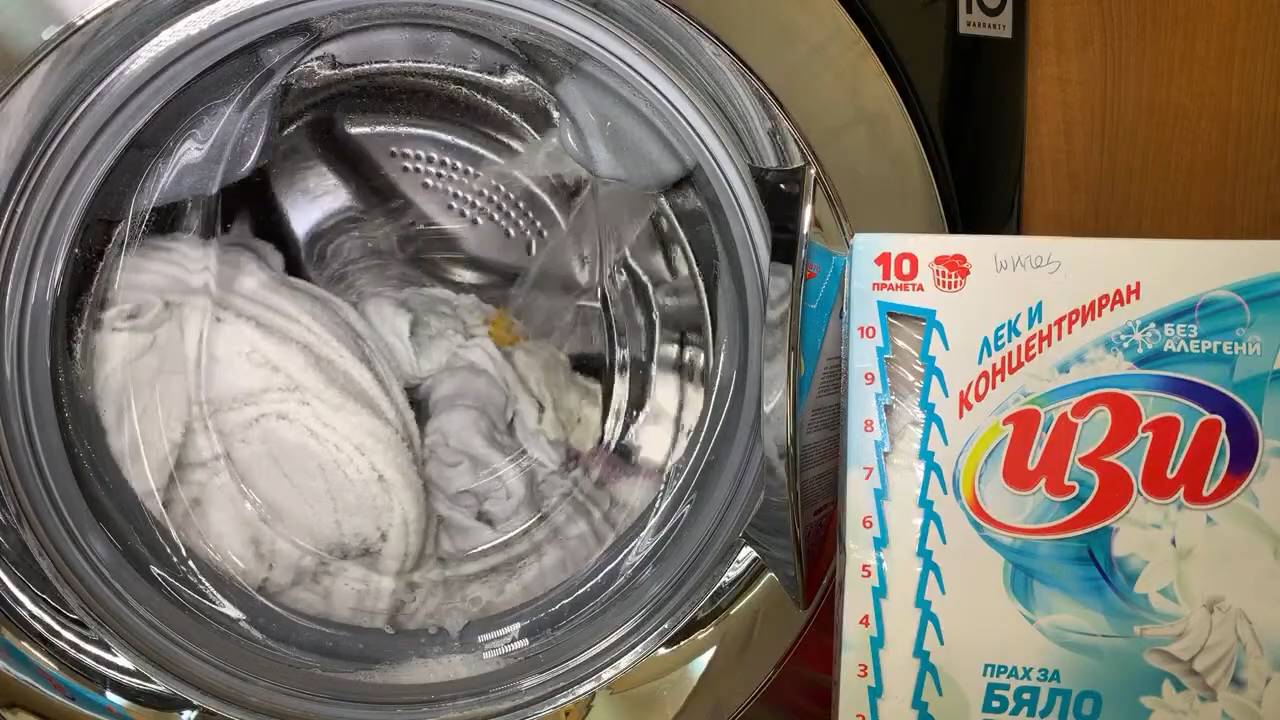 10
WARRANTY
10
ПРАНЕТА
whites
ЛЕК И
КОНЦЕНТРИРАН
БЕЗ
АЛЕРГЕНИ
ИЗИ
10
9
8
7
6
5
4
3
ПРАХ ЗА
БЯЛО